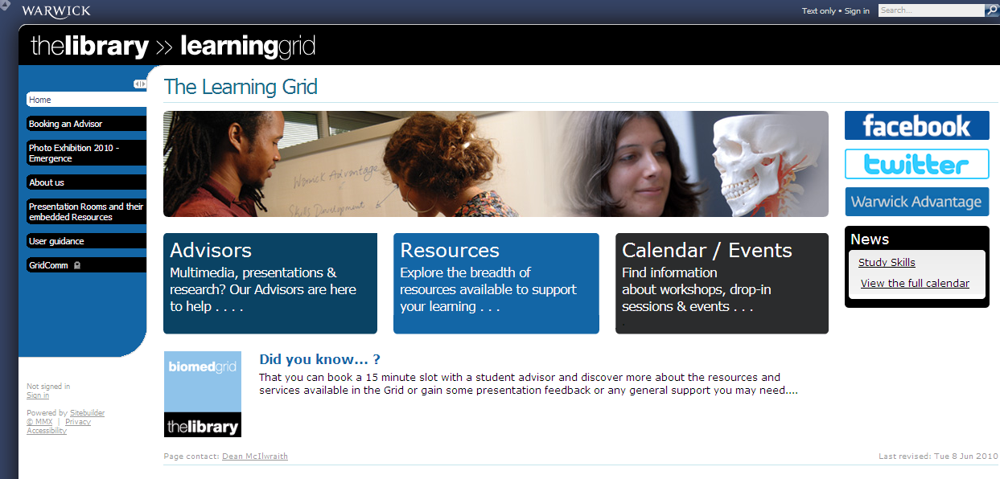 WARWICK
Text only • Sign in
Search...
thelibrary >> learninggrid
Home
Booking an Advisor
Photo Exhibition 2010 -
Emergence
About us
Presentation Rooms and their
embedded Resources
User guidance
GridComm
Not signed in
Sign in
Powered by Sitebuilder
© MMX | Privacy
Accessibility
The Learning Grid
Warwick Advantage
Skills Development &
facebook
twitter
Warwick Advantage
News
Study Skills
View the full calendar
Advisors
Multimedia, presentations &
research? Our Advisors are here
to help . . . .
Resources
Explore the breadth of
resources available to support
your learning . . .
Calendar / Events
Find information
about workshops, drop-in
sessions & events . . .
.
biomedgrid
thelibrary
Did you know... ?
That you can book a 15 minute slot with a student advisor and discover more about the resources and
services available in the Grid or gain some presentation feedback or any general support you may need....
Page contact: Dean McIlwraith
Last revised: Tue 8 Jun 2010